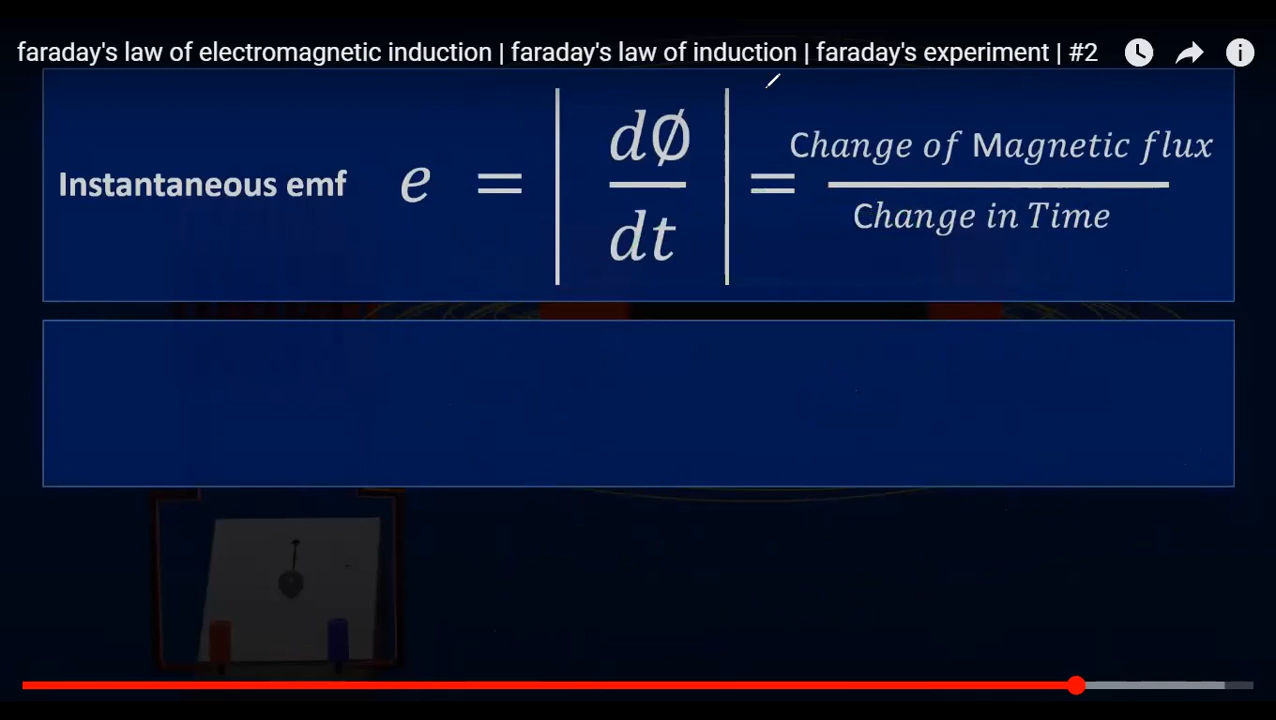 faraday's law of electromagnetic induction | faraday's law of induction | faraday's experiment | #2
Instantaneous emf e = | dØ/dt | = Change of Magnetic flux / Change in Time